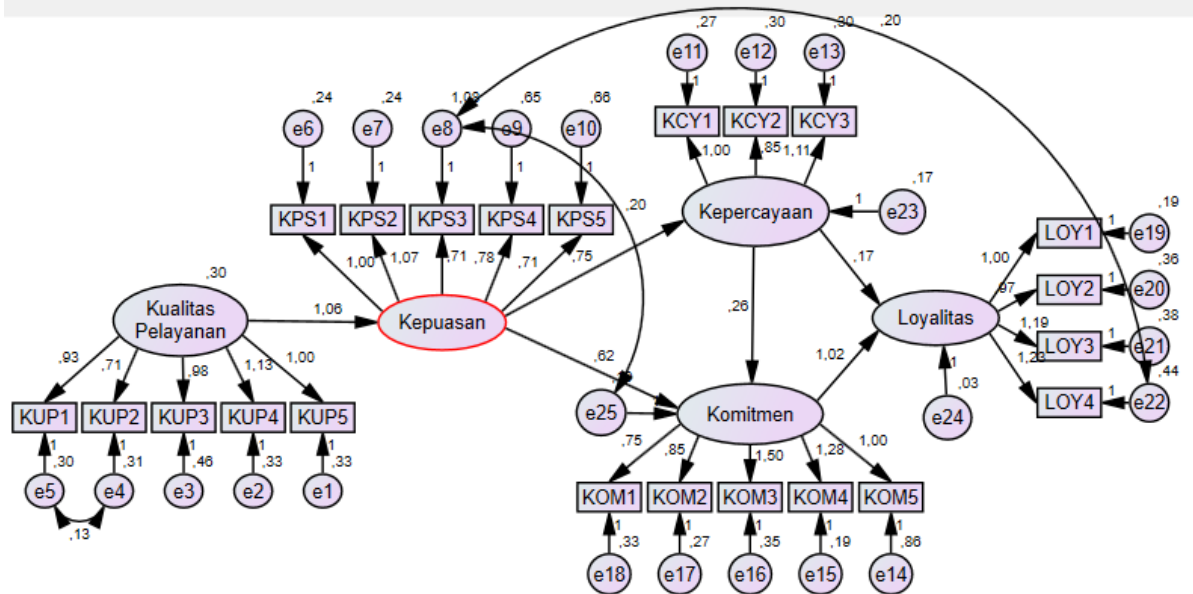 ,27 ,30 ,30 ,20
e11 e12 e13
,24 ,24 1,09 ,65 ,66
e6 e7 e8 e9 e10
1 1 1
KCY1 KCY2 KCY3
1 1 1 1 1
1,00 ,85 1,11
KPS1 KPS2 KPS3 KPS4 KPS5
,20
Kepercayaan
1
,17
e23
1,00 1,07 ,71 ,78 ,75
,71
LOY1
1
,19
e19
,30
Kualitas
Pelayanan
1,06
Kepuasan
,26
,17
1,00
LOY2
1
,36
e20
,97
Loyalitas
1,19
LOY3
1
,38
e21
1,23
LOY4
1
,44
e22
,93 ,71 ,98 1,13 1,00
,62
1,02
1
,03
e24
KUP1 KUP2 KUP3 KUP4 KUP5
e25
Komitmen
1 1 1 1 1
,30 ,31 ,46 ,33 ,33
,75 ,85 1,50 1,28 1,00
e5 e4 e3 e2 e1
KOM1 KOM2 KOM3 KOM4 KOM5
,13
1 1 1 1 1
,33 ,27 ,35 ,19 ,86
e18 e17 e16 e15 e14